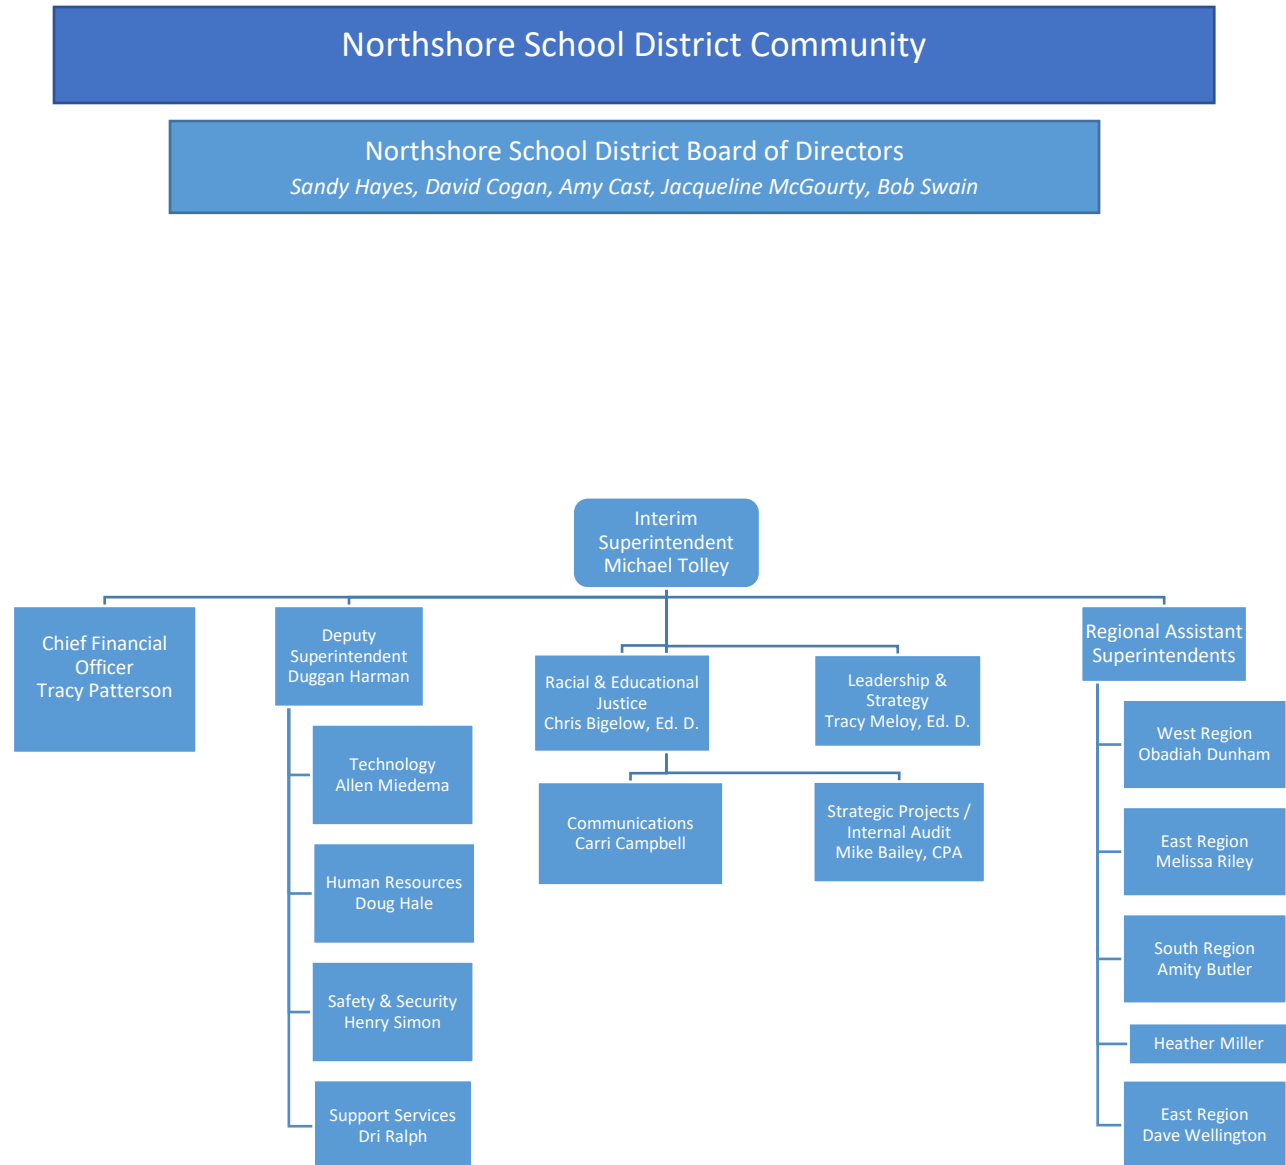 Northshore School District Community
Northshore School District Board of Directors
Sandy Hayes, David Cogan, Amy Cast, Jacqueline McGourty, Bob Swain
Interim
Superintendent
Michael Tolley
Chief Financial
Officer
Tracy Patterson
Deputy
Superintendent
Duggan Harman
Technology
Allen Miedema
Human Resources
Doug Hale
Safety & Security
Henry Simon
Support Services
Dri Ralph
Racial & Educational
Justice
Chris Bigelow, Ed. D.
Leadership &
Strategy
Tracy Meloy, Ed. D.
Communications
Carri Campbell
Strategic Projects /
Internal Audit
Mike Bailey, CPA
Regional Assistant
Superintendents
West Region
Obadiah Dunham
East Region
Melissa Riley
South Region
Amity Butler
Heather Miller
East Region
Dave Wellington